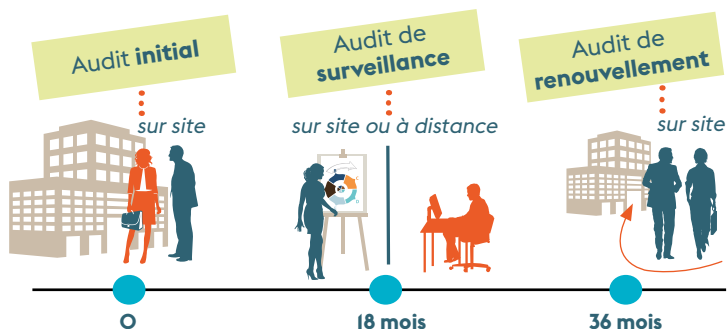 Audit initial
sur site
Audit de
surveillance
sur site ou à distance
Audit de
renouvellement
sur site
0
18 mois
36 mois